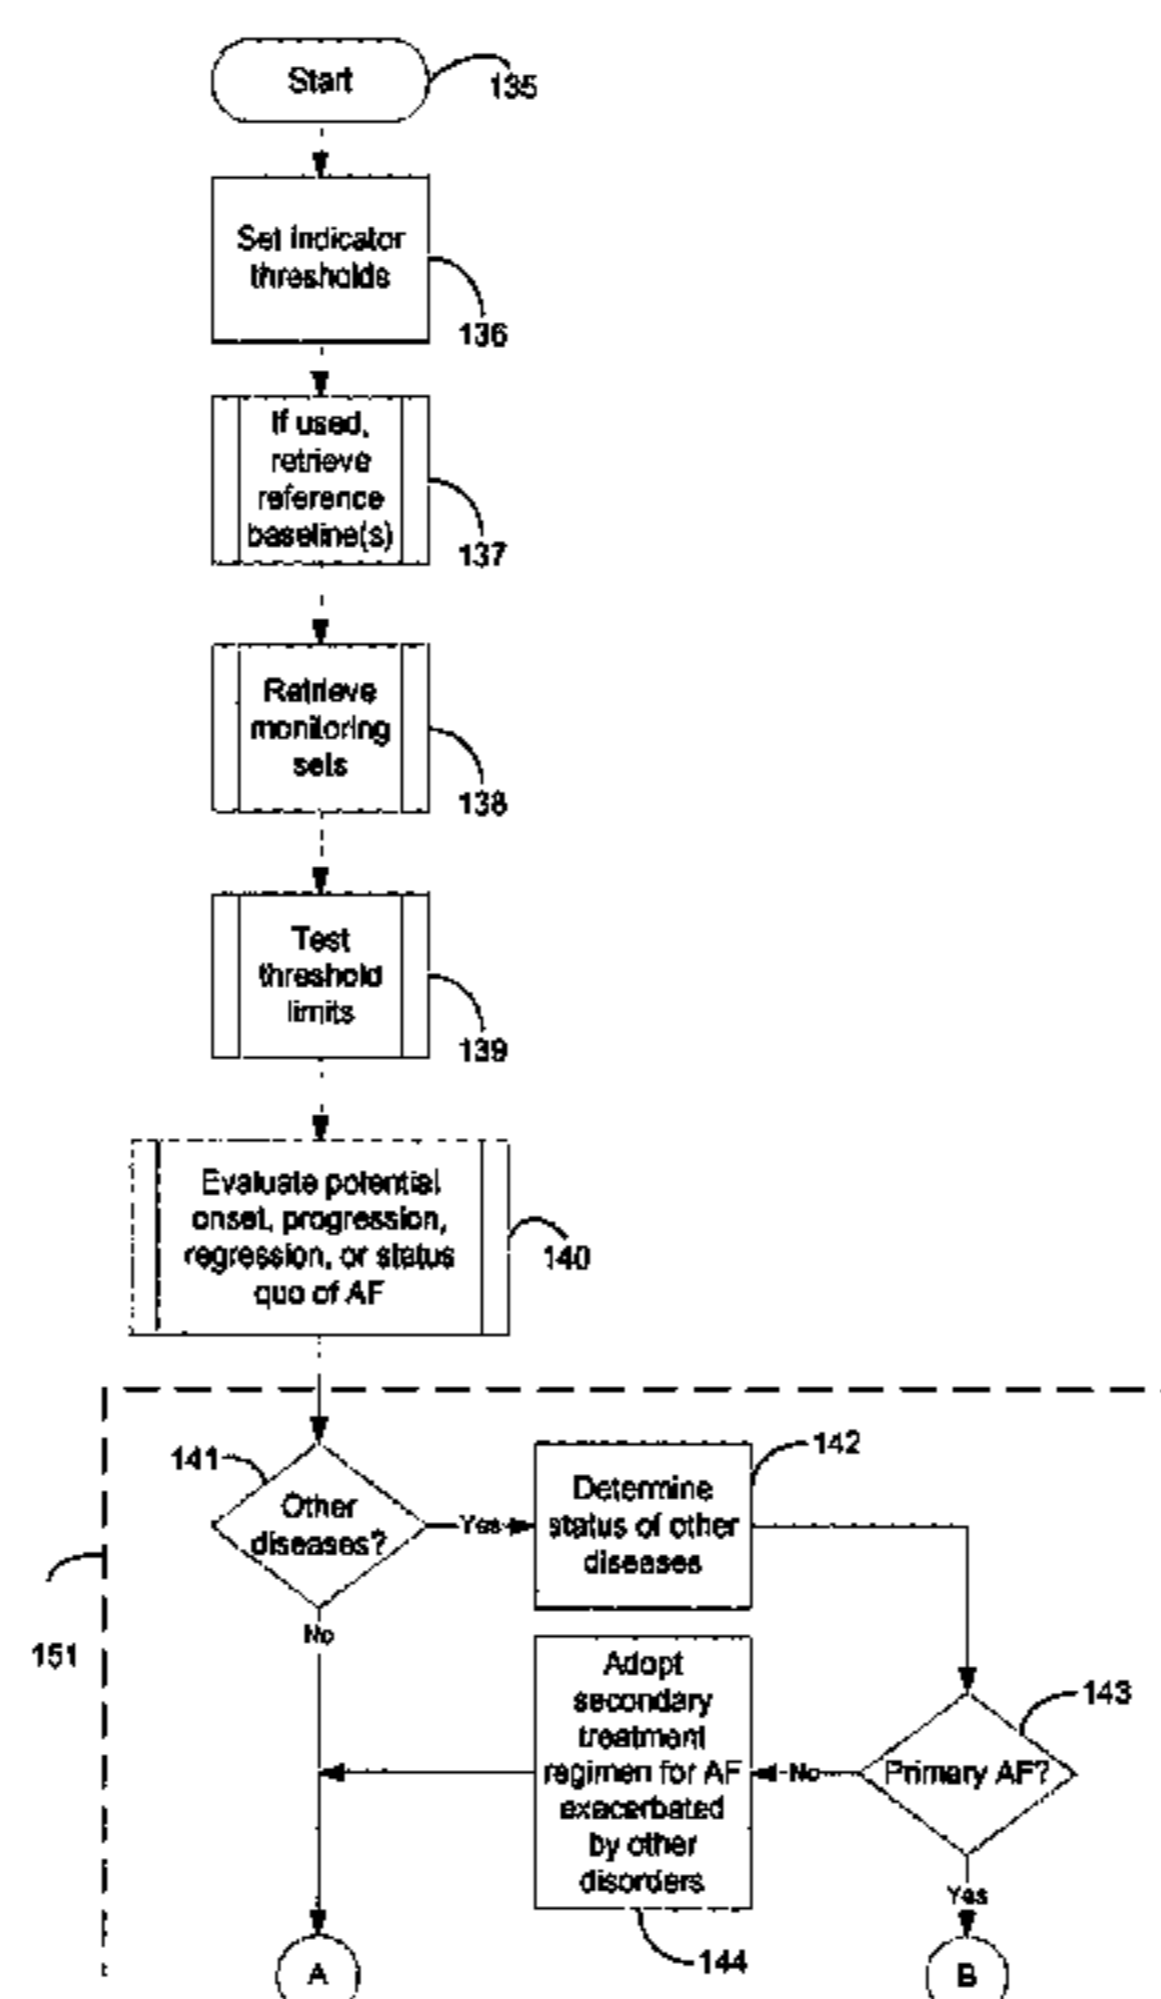 Start
135
Set indicator
thresholds
136
If used,
retrieve
reference
baseline(s)
137
Retrieve
monitoring
sets
138
Test
threshold
limits
139
Evaluate potential
onset, progression,
regression, or status
quo of AF
140
141
Other
diseases?
Yes
142
Determine
status of other
diseases
No
151
Adopt
secondary
treatment
regimen for AF
exacerbated
by other
disorders
144
143
Primary AF?
No
Yes
A
B